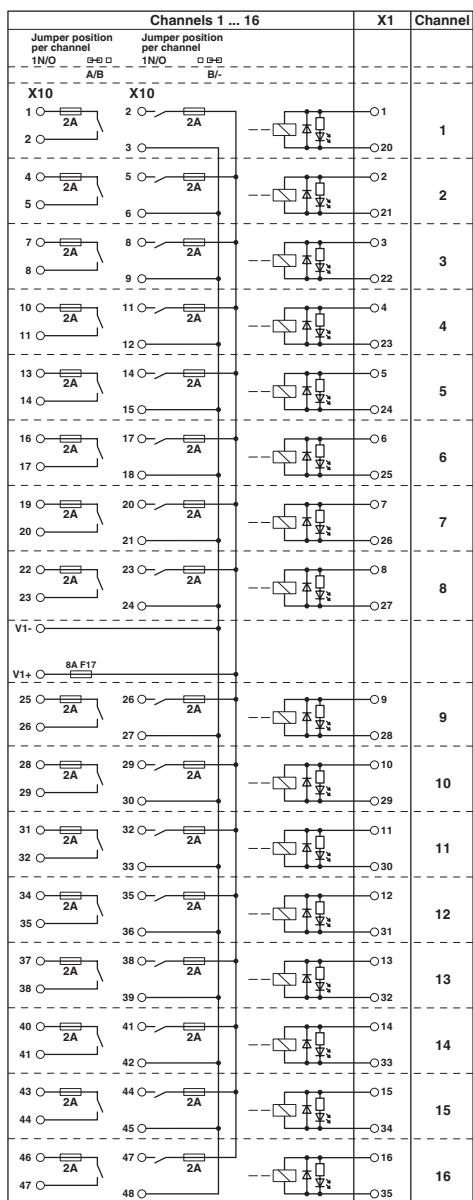 Channels 1 ... 16 X1 Channel
Jumper position per channel 1N/O A/B
Jumper position per channel 1N/O B/-
X10 X10
1 2A 2 2A 1
2 3 20 1
4 2A 5 2A 2
5 6 21 2
7 2A 8 2A 3
8 9 22 3
10 2A 11 2A 4
11 12 23 4
13 2A 14 2A 5
14 15 24 5
16 2A 17 2A 6
17 18 25 6
19 2A 20 2A 7
20 21 26 7
22 2A 23 2A 8
23 24 27 8
V1-
V1+ 8A F17
25 2A 26 2A 9
26 27 28 9
28 2A 29 2A 10
29 30 29 10
31 2A 32 2A 11
32 33 30 11
34 2A 35 2A 12
35 36 31 12
37 2A 38 2A 13
38 39 32 13
40 2A 41 2A 14
41 42 33 14
43 2A 44 2A 15
44 45 34 15
46 2A 47 2A 16
47 48 35 16